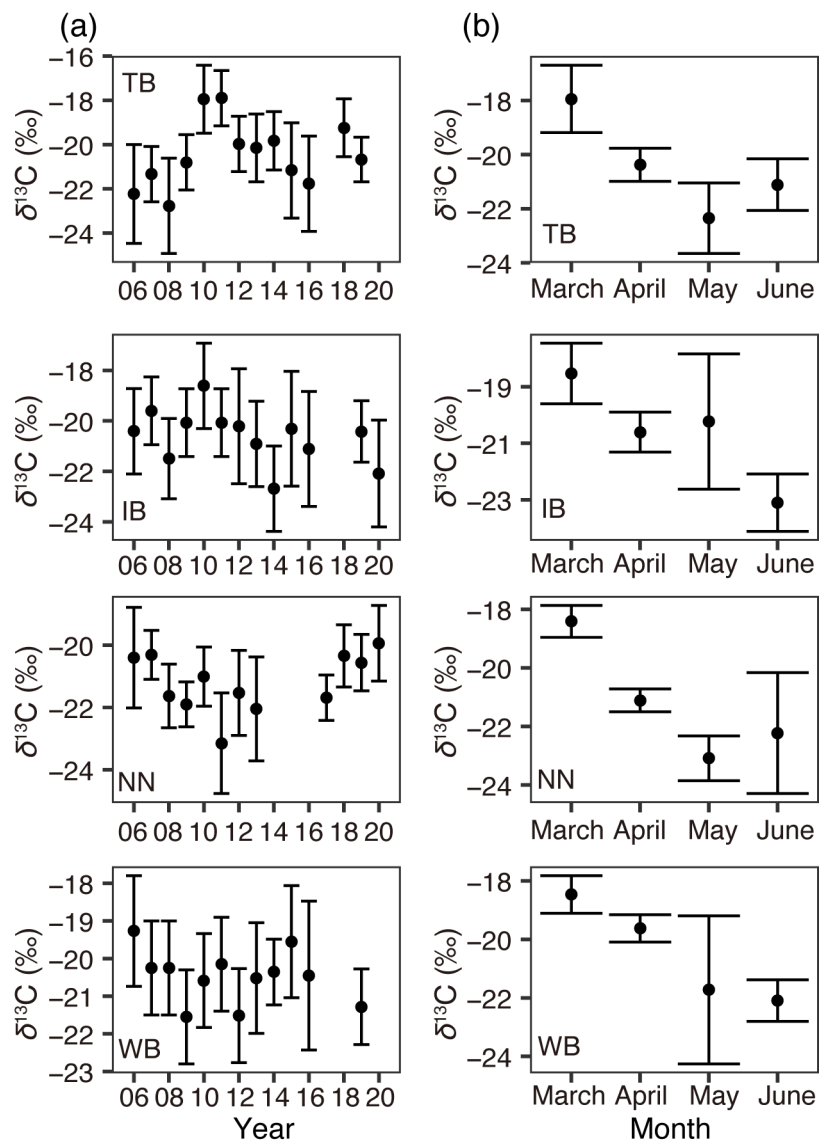 (a) (b)
−16
−18
−20
−22
−24
δ¹³C (‰)
TB
06 08 10 12 14 16 18 20
−18
−20
−22
−24
δ¹³C (‰)
TB
March April May June
−18
−20
−22
−24
δ¹³C (‰)
IB
06 08 10 12 14 16 18 20
−19
−21
−23
δ¹³C (‰)
IB
March April May June
−20
−22
−24
δ¹³C (‰)
NN
06 08 10 12 14 16 18 20
−18
−20
−22
−24
δ¹³C (‰)
NN
March April May June
−18
−19
−20
−21
−22
−23
δ¹³C (‰)
WB
06 08 10 12 14 16 18 20
Year
−18
−20
−22
−24
δ¹³C (‰)
WB
March April May June
Month